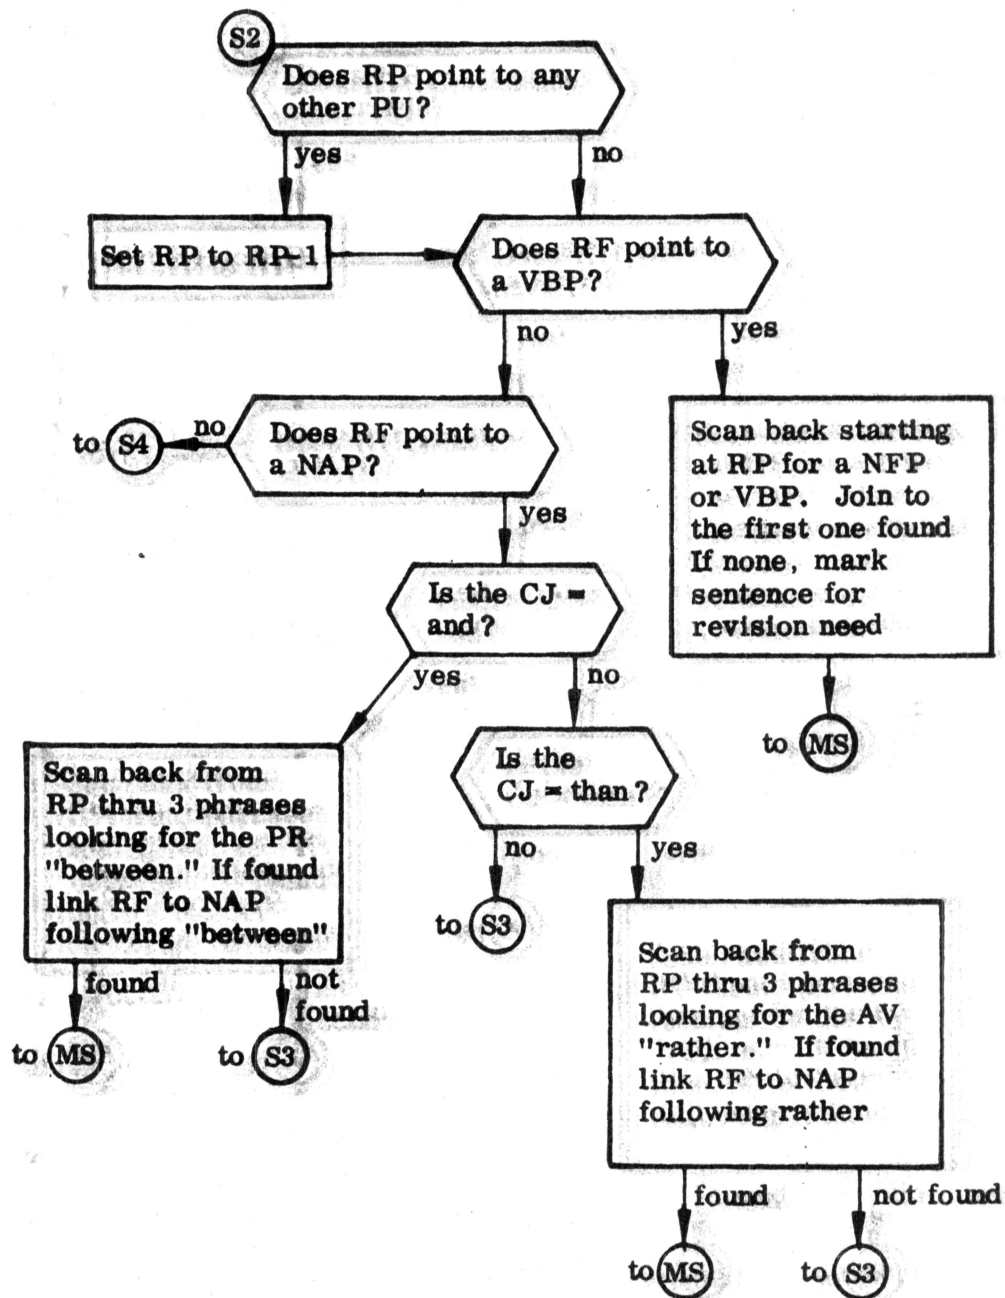 S2
Does RP point to any
other PU?
yes
no
Set RP to RP-1
Does RF point to
a VBP?
no
yes
to S4
no
Does RF point to
a NAP?
yes
Scan back starting
at RP for a NFP
or VBP. Join to
the first one found
If none, mark
sentence for
revision need
to MS
Is the CJ =
and?
yes
no
Scan back from
RP thru 3 phrases
looking for the PR
"between." If found
link RF to NAP
following "between"
found
not
found
to MS
to S3
Is the
CJ = than?
no
yes
to S3
Scan back from
RP thru 3 phrases
looking for the AV
"rather." If found
link RF to NAP
following rather
found
not found
to MS
to S3